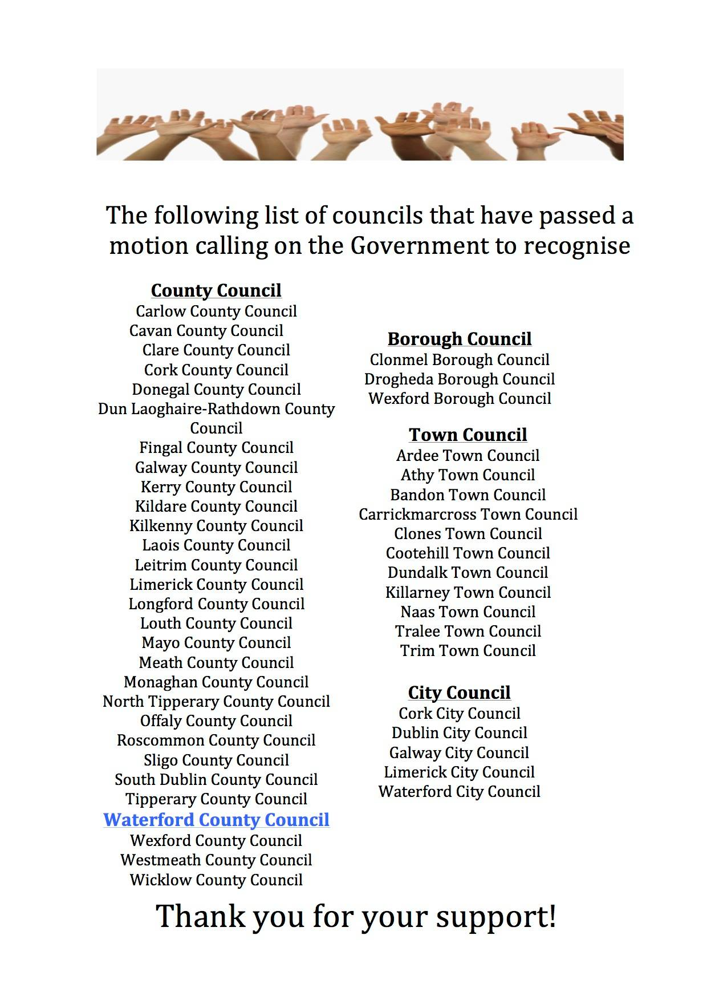 The following list of councils that have passed a
motion calling on the Government to recognise
County Council
Carlow County Council
Cavan County Council
Clare County Council
Cork County Council
Donegal County Council
Dun Laoghaire-Rathdown County
Council
Fingal County Council
Galway County Council
Kerry County Council
Kildare County Council
Kilkenny County Council
Laois County Council
Leitrim County Council
Limerick County Council
Longford County Council
Louth County Council
Mayo County Council
Meath County Council
Monaghan County Council
North Tipperary County Council
Offaly County Council
Roscommon County Council
Sligo County Council
South Dublin County Council
Tipperary County Council
Waterford County Council
Wexford County Council
Westmeath County Council
Wicklow County Council
Borough Council
Clonmel Borough Council
Drogheda Borough Council
Wexford Borough Council
Town Council
Ardee Town Council
Athy Town Council
Bandon Town Council
Carrickmarcross Town Council
Clones Town Council
Cootehill Town Council
Dundalk Town Council
Killarney Town Council
Naas Town Council
Tralee Town Council
Trim Town Council
City Council
Cork City Council
Dublin City Council
Galway City Council
Limerick City Council
Waterford City Council
Thank you for your support!